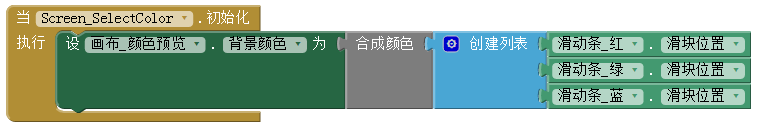 当 Screen_SelectColor .初始化
执行 设 画布_颜色预览 . 背景颜色 为 合成颜色 创建列表 滑动条_红 . 滑块位置
滑动条_绿 . 滑块位置
滑动条_蓝 . 滑块位置